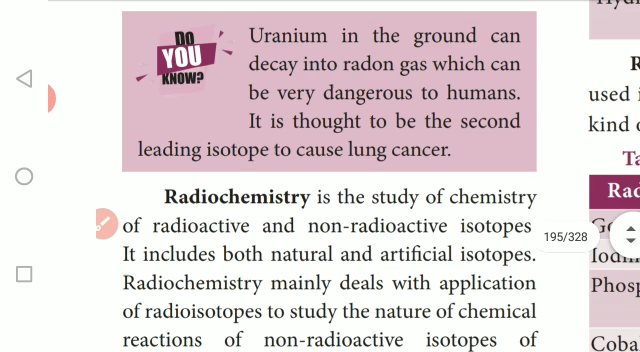 DO
YOU
KNOW?
Uranium in the ground can
decay into radon gas which can
be very dangerous to humans.
It is thought to be the second
leading isotope to cause lung cancer.
Radiochemistry is the study of chemistry
of radioactive and non-radioactive isotopes
It includes both natural and artificial isotopes.
Radiochemistry mainly deals with application
of radioisotopes to study the nature of chemical
reactions of non-radioactive isotopes of
195/328
R
used i
kind o
Ta
Rad
Iodin
Phosp
Coba